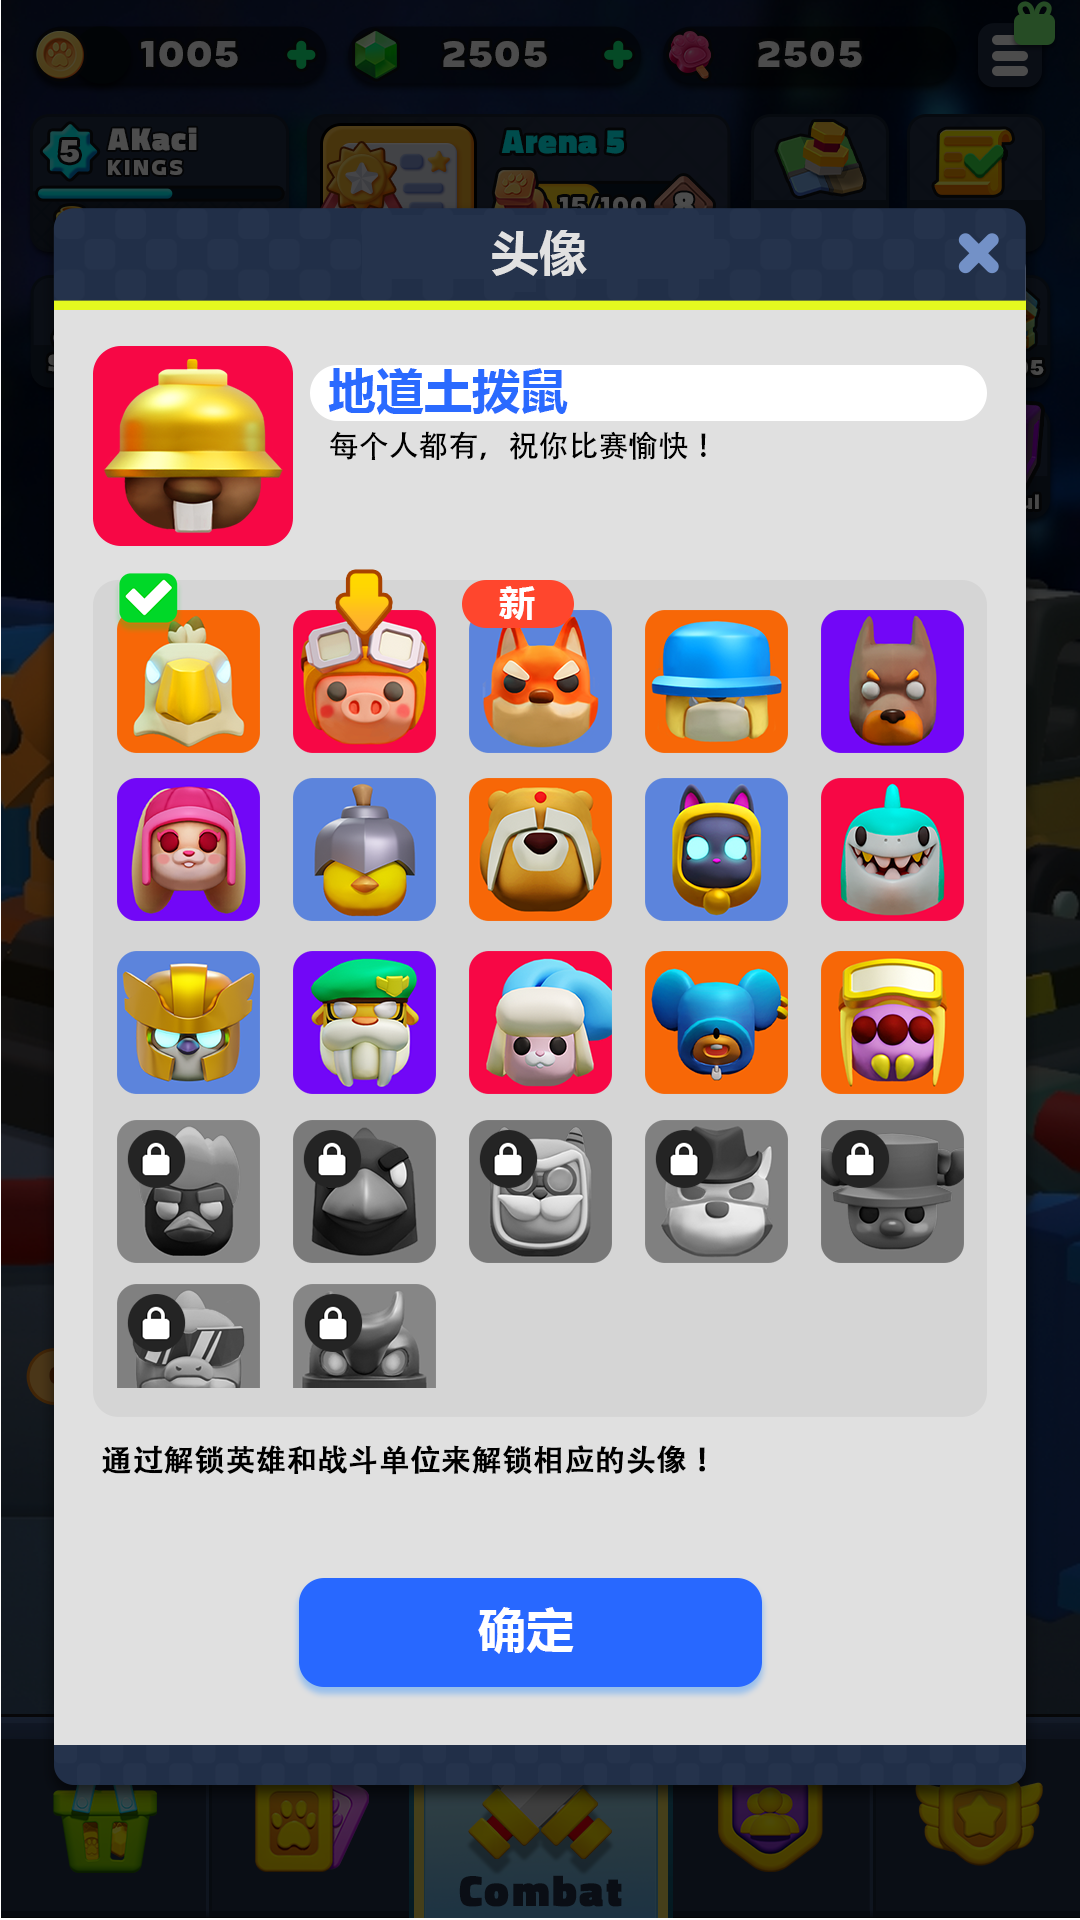 1005
2505
2505
5
AKaci
KINGS
Arena 5
15/100
8
头像
地道土拨鼠
每个人都有，祝你比赛愉快！
新
通过解锁英雄和战斗单位来解锁相应的头像！
确定
Combat